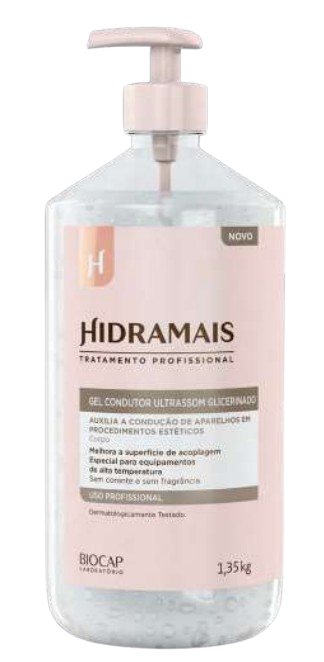 NOVO
H
HIDRAMAIS
TRATAMENTO PROFISSIONAL
GEL CONDUTOR ULTRASSOM GLICERINADO
AUXILIA A CONDUÇÃO DE APARELHOS EM
PROCEDIMENTOS ESTÉTICOS
Corpo
Melhora a superfície de acoplagem
Especial para equipamentos
de alta temperatura
Sem corante e sem fragrância
USO PROFISSIONAL
Dermatologicamente Testado.
BIOCAP
LABORATÓRIO
1,35kg